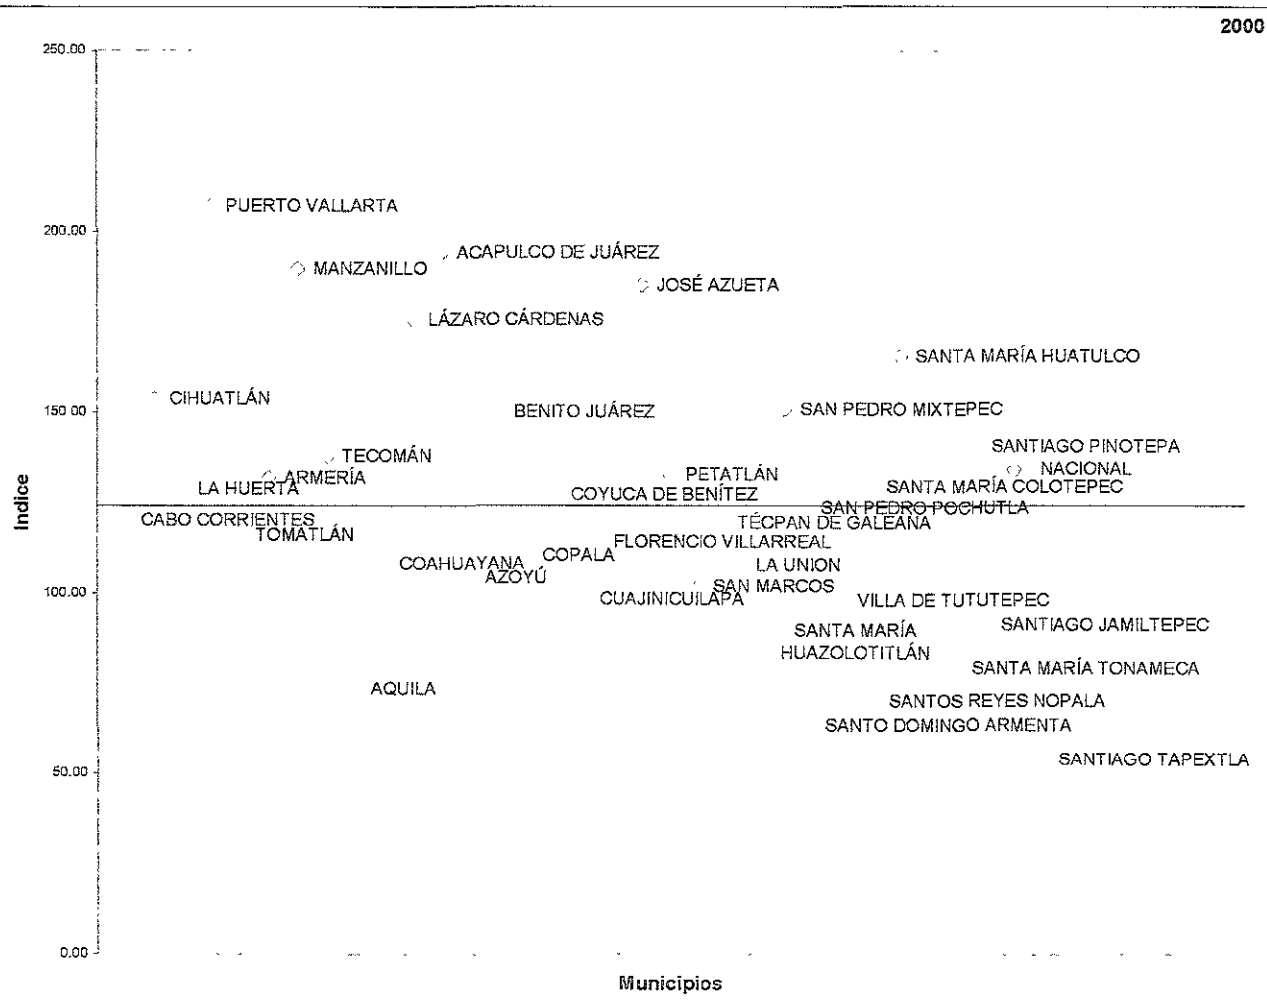 2000
250.00
PUERTO VALLARTA
200.00
ACAPULCO DE JUÁREZ
MANZANILLO
JOSÉ AZUETA
LÁZARO CÁRDENAS
SANTA MARÍA HUATULCO
CIHUATLÁN
150.00
BENITO JUÁREZ
SAN PEDRO MIXTEPEC
SANTIAGO PINOTEPA
NACIONAL
TECOMÁN
ARMERÍA
PETATLÁN
LA HUERTA
COYUCA DE BENÍTEZ
SANTA MARÍA COLOTEPEC
SAN PEDRO POCHUTLA
CABO CORRIENTES
TÉCPAN DE GALEANA
TOMATLÁN
FLORENCIO VILLARREAL
COPALA
COAHUAYANA
LA UNION
AZOYÚ
SAN MARCOS
100.00
CUAJINICUILAPA
VILLA DE TUTUTEPEC
SANTIAGO JAMILTEPEC
SANTA MARÍA
HUAZOLOTITLÁN
SANTA MARÍA TONAMECA
AQUILA
SANTOS REYES NOPALA
SANTO DOMINGO ARMENTA
SANTIAGO TAPEXTLA
50.00
0.00
Indice
Municipios